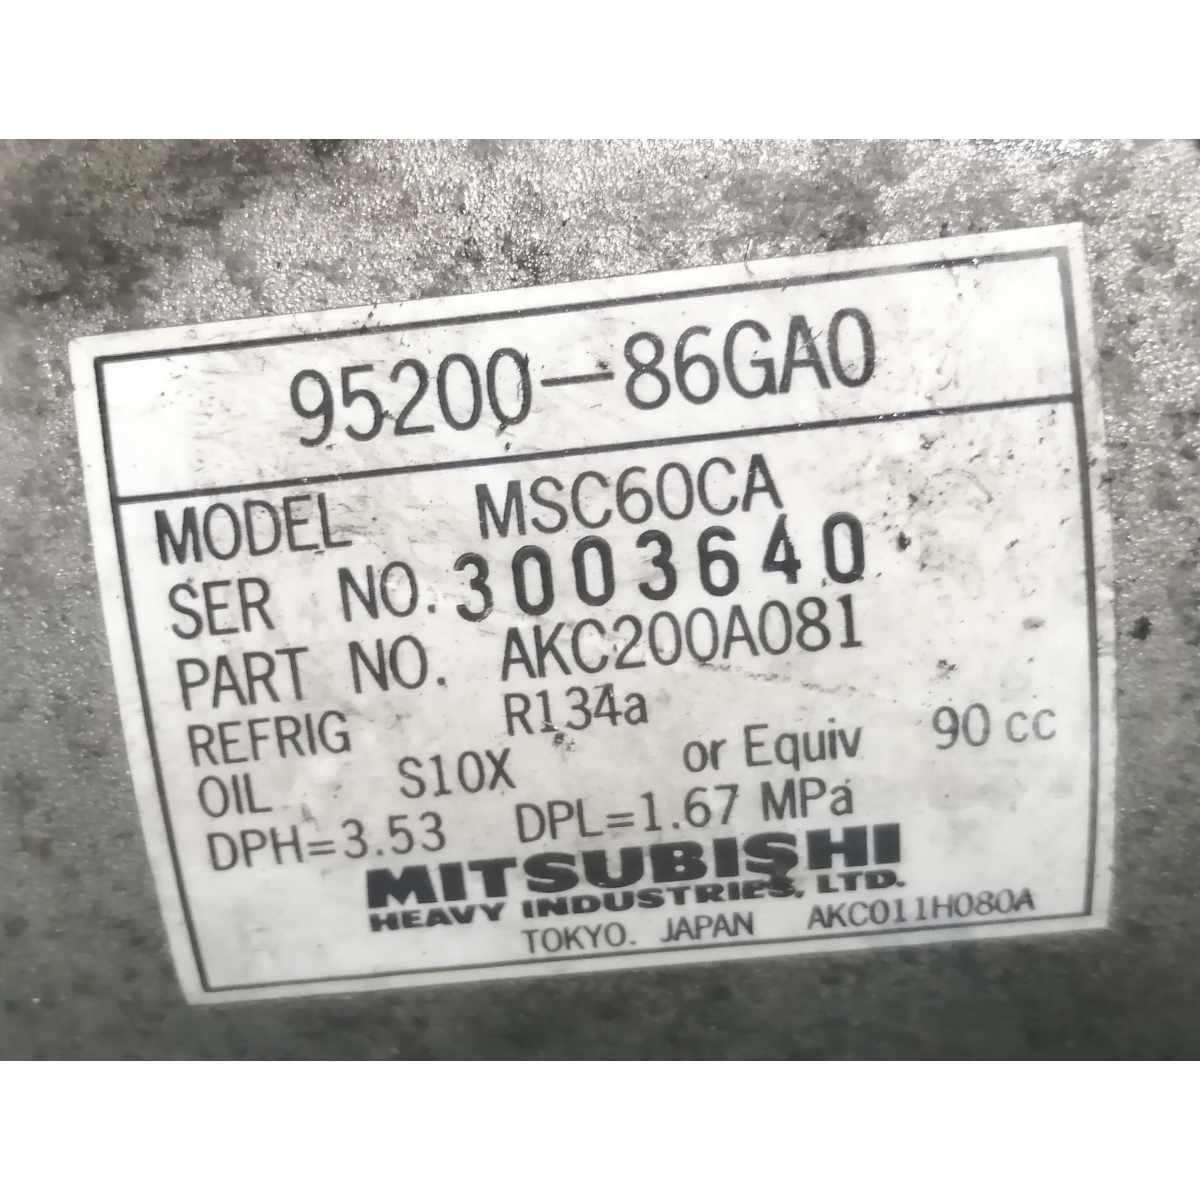 95200-86GA0
MODEL MSC60CA
SER NO. 3003640
PART NO. AKC200A081
REFRIG R134a
OIL S10X or Equiv 90 cc
DPH=3.53 DPL=1.67 MPa
MITSUBISHI
HEAVY INDUSTRIES, LTD.
TOKYO. JAPAN AKC011H080A